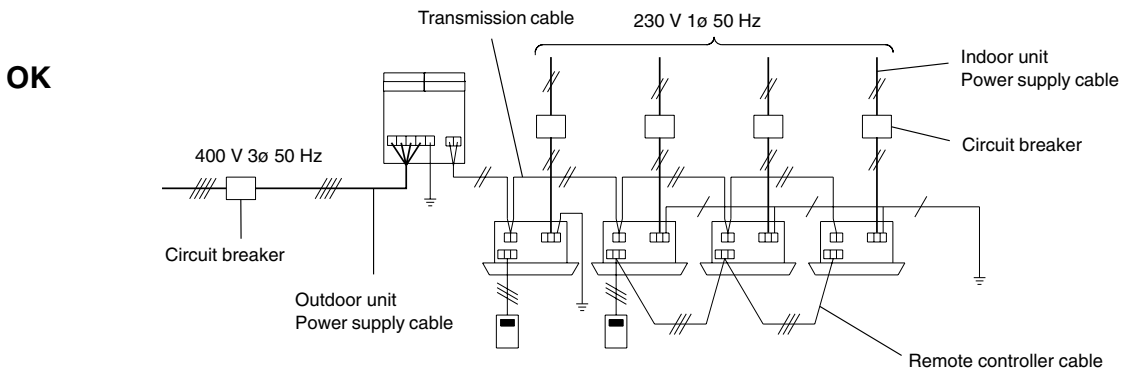 Transmission cable
230 V 1ø 50 Hz
OK
Indoor unit
Power supply cable
Circuit breaker
400 V 3ø 50 Hz
Circuit breaker
Outdoor unit
Power supply cable
Remote controller cable